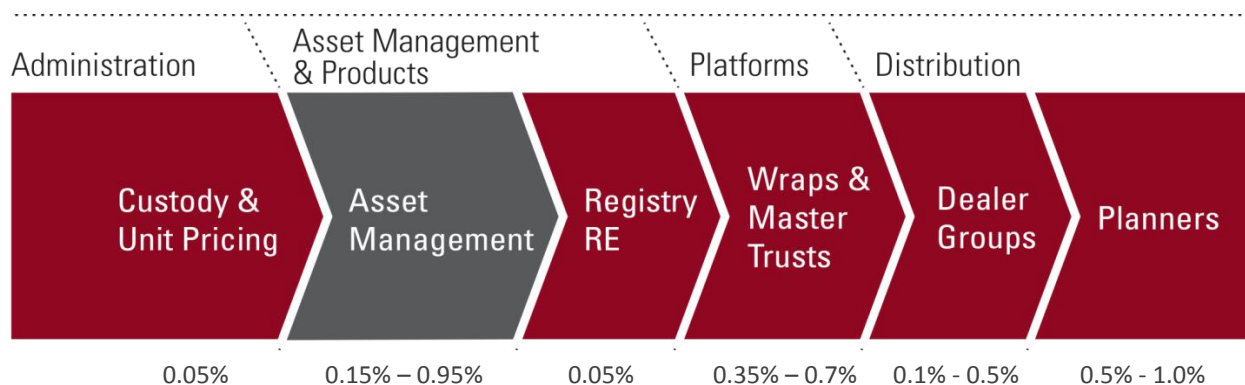 Administration
Asset Management
& Products
Platforms
Distribution
Custody &
Unit Pricing
Asset
Management
Registry
RE
Wraps &
Master
Trusts
Dealer
Groups
Planners
0.05%
0.15% – 0.95%
0.05%
0.35% – 0.7%
0.1% - 0.5%
0.5% - 1.0%